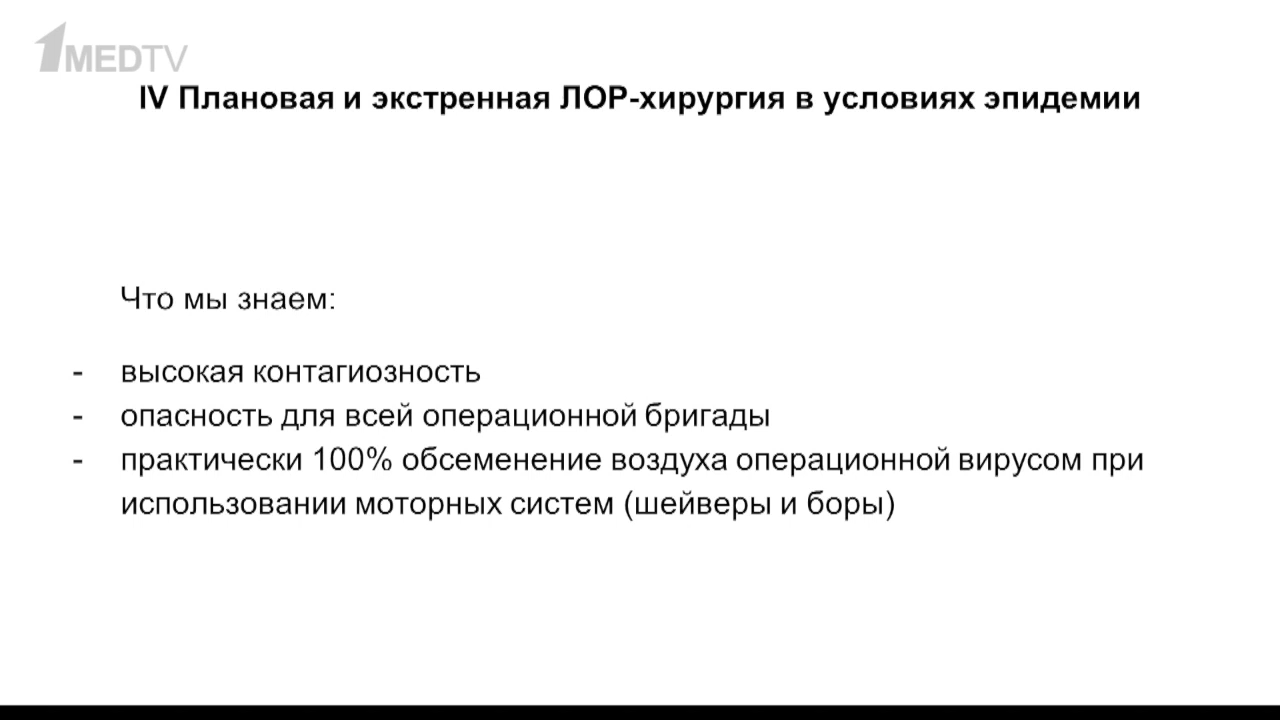 1MEDTV
IV Плановая и экстренная ЛОР-хирургия в условиях эпидемии
Что мы знаем:
- высокая контагиозность
- опасность для всей операционной бригады
- практически 100% обсеменение воздуха операционной вирусом при
использовании моторных систем (шейверы и боры)